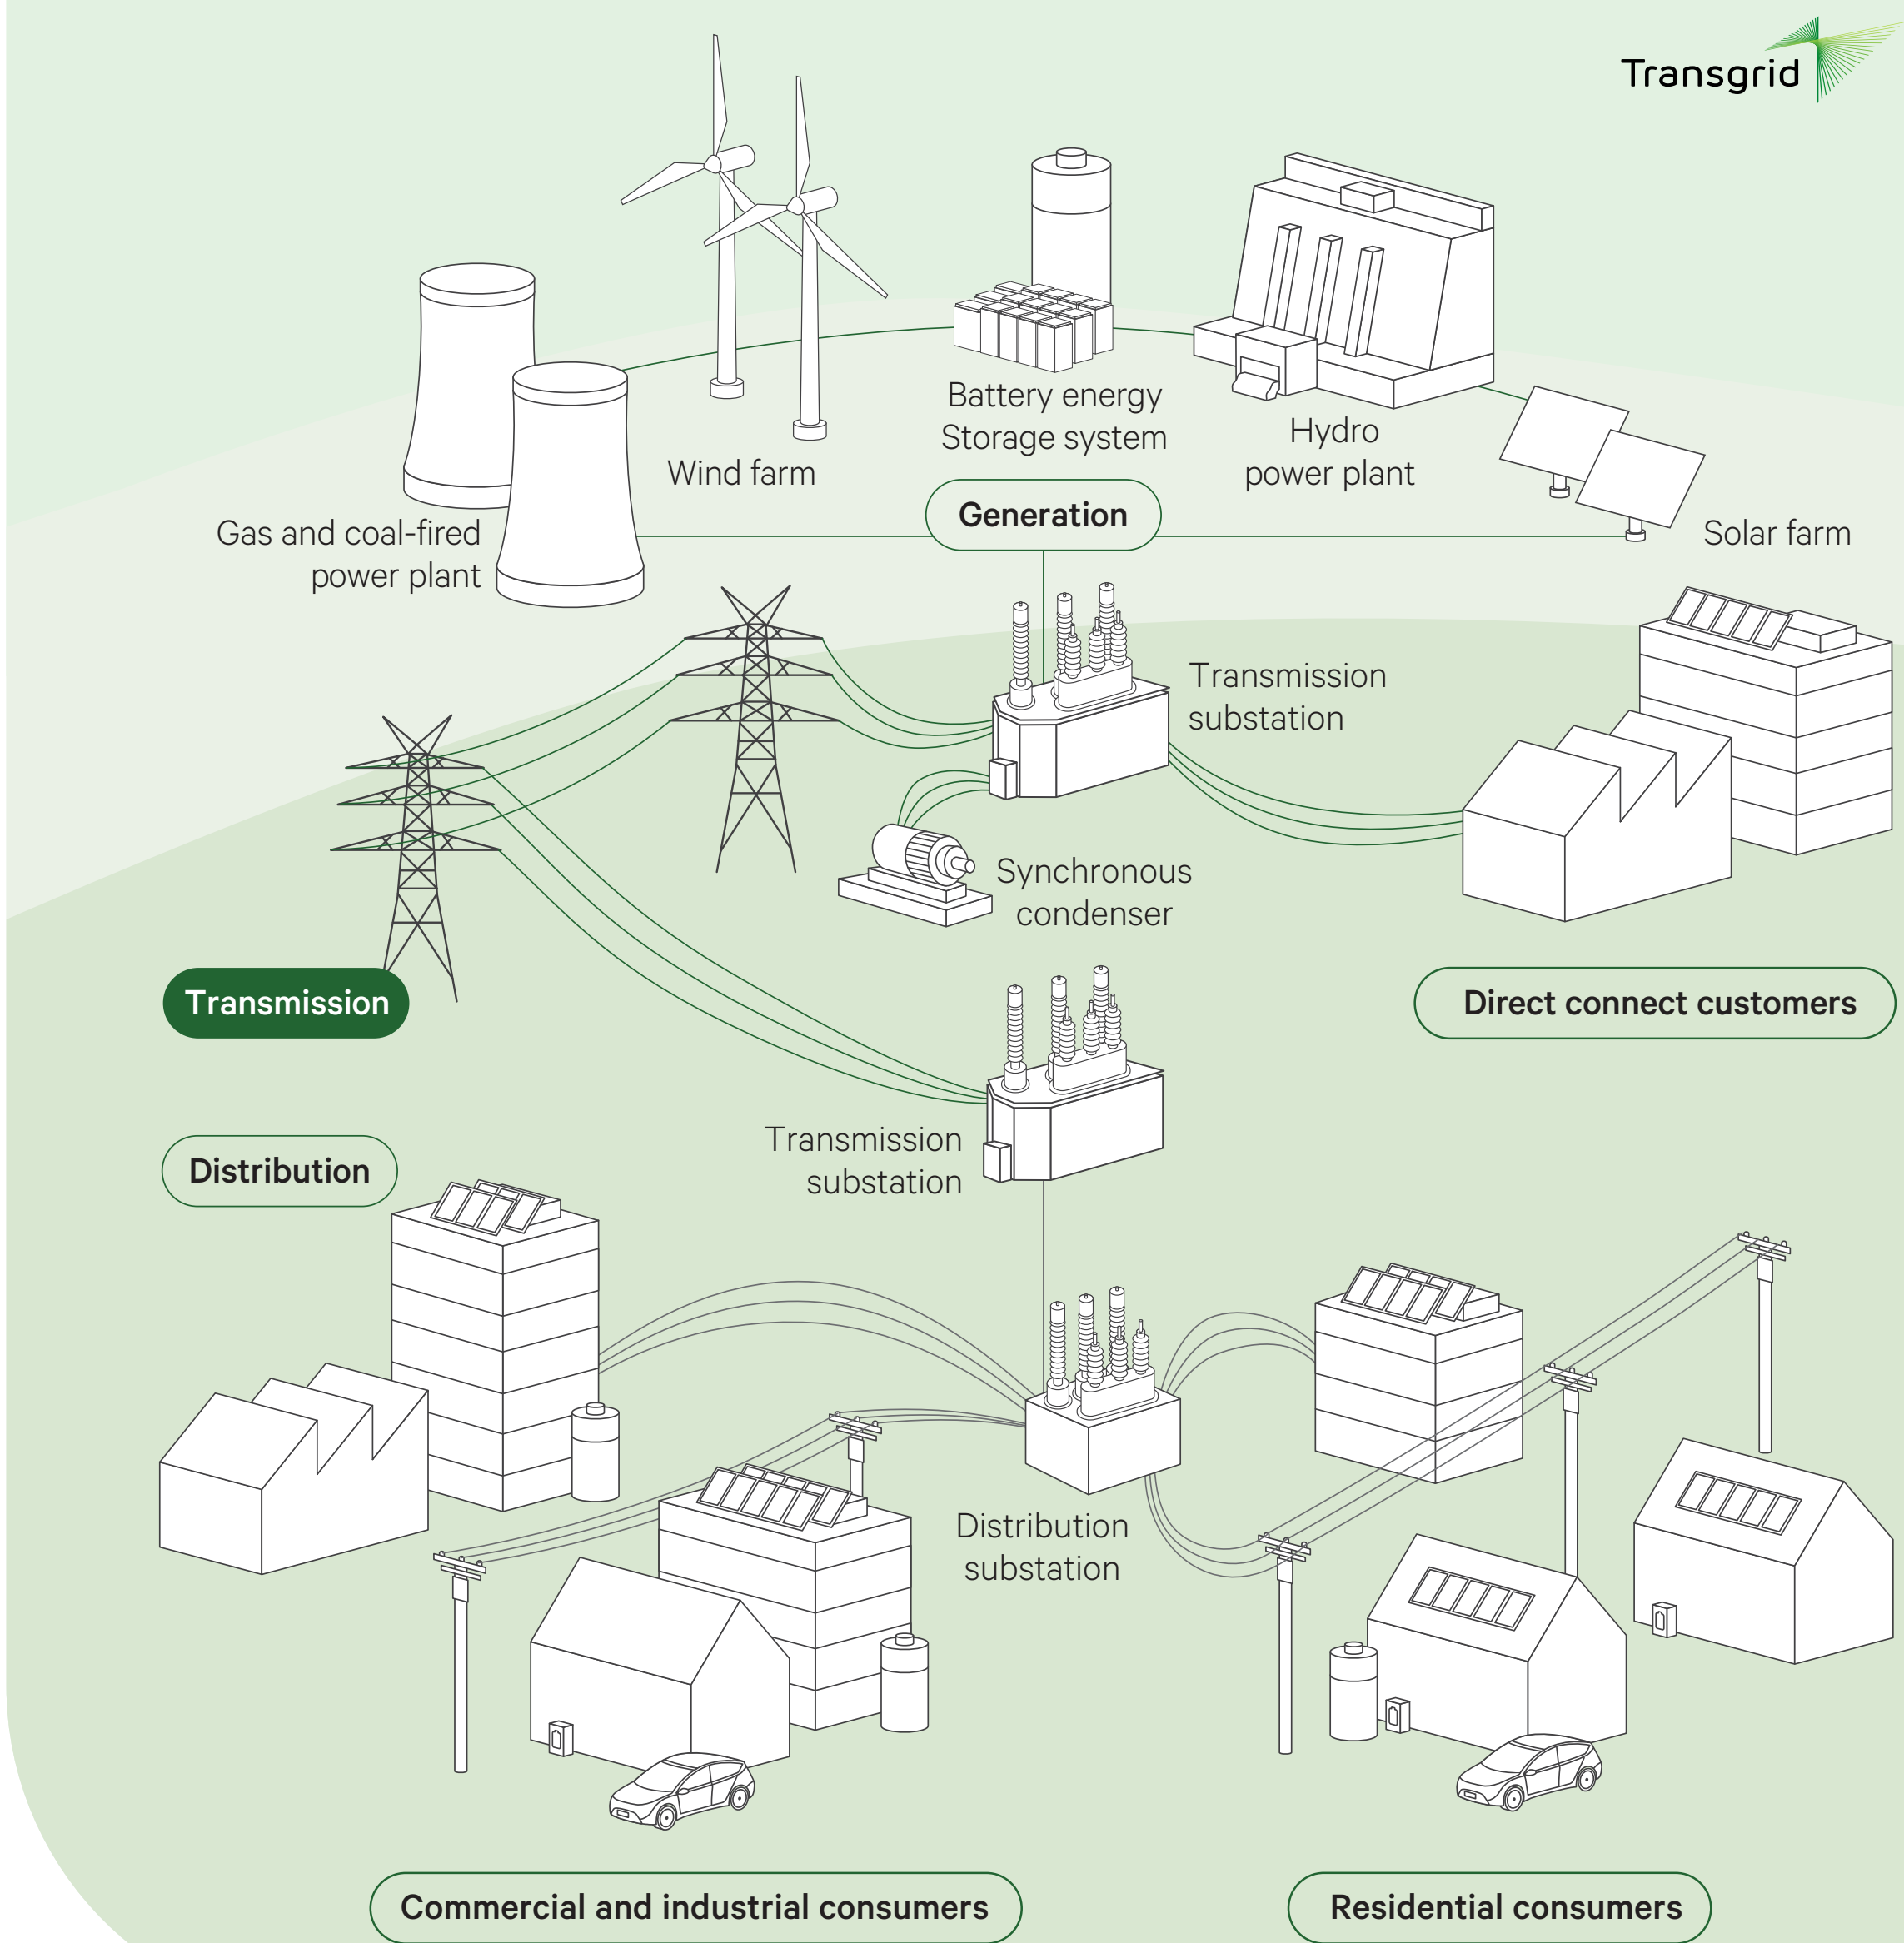 Transgrid
Battery energy
Storage system
Hydro
power plant
Wind farm
Generation
Gas and coal-fired
power plant
Solar farm
Transmission
substation
Synchronous
condenser
Transmission
Direct connect customers
Transmission
substation
Distribution
Distribution
substation
Commercial and industrial consumers
Residential consumers